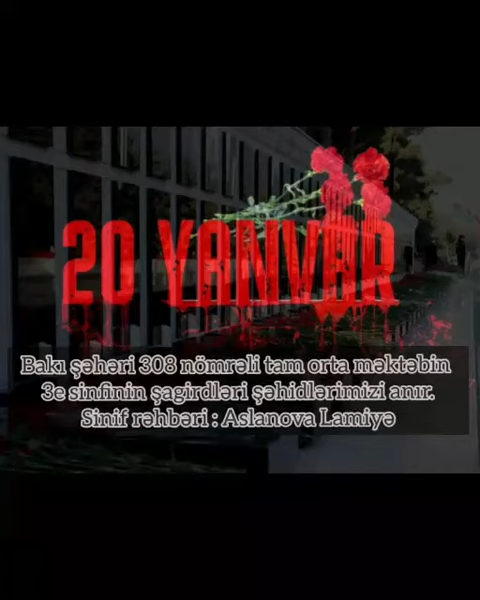 20 YANVAR
Bakı şəhəri 308 nömrəli tam orta məktəbin
3e sinfinin şagirdləri şəhidlərimizi anır.
Sinif rəhbəri : Aslanova Lamiyə